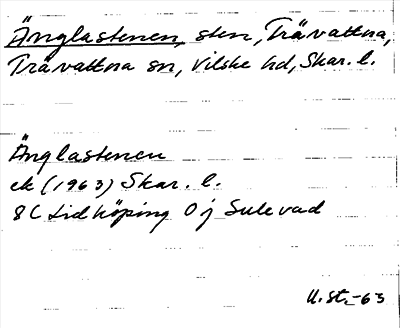 Änglastenen, sten, Trävattna,
Trävattna sn, Vilske hd, Skar. l.
Änglastenen
ek (1963) Skar. l.
8C Lidköping 0j Sulevad
U. st. -63